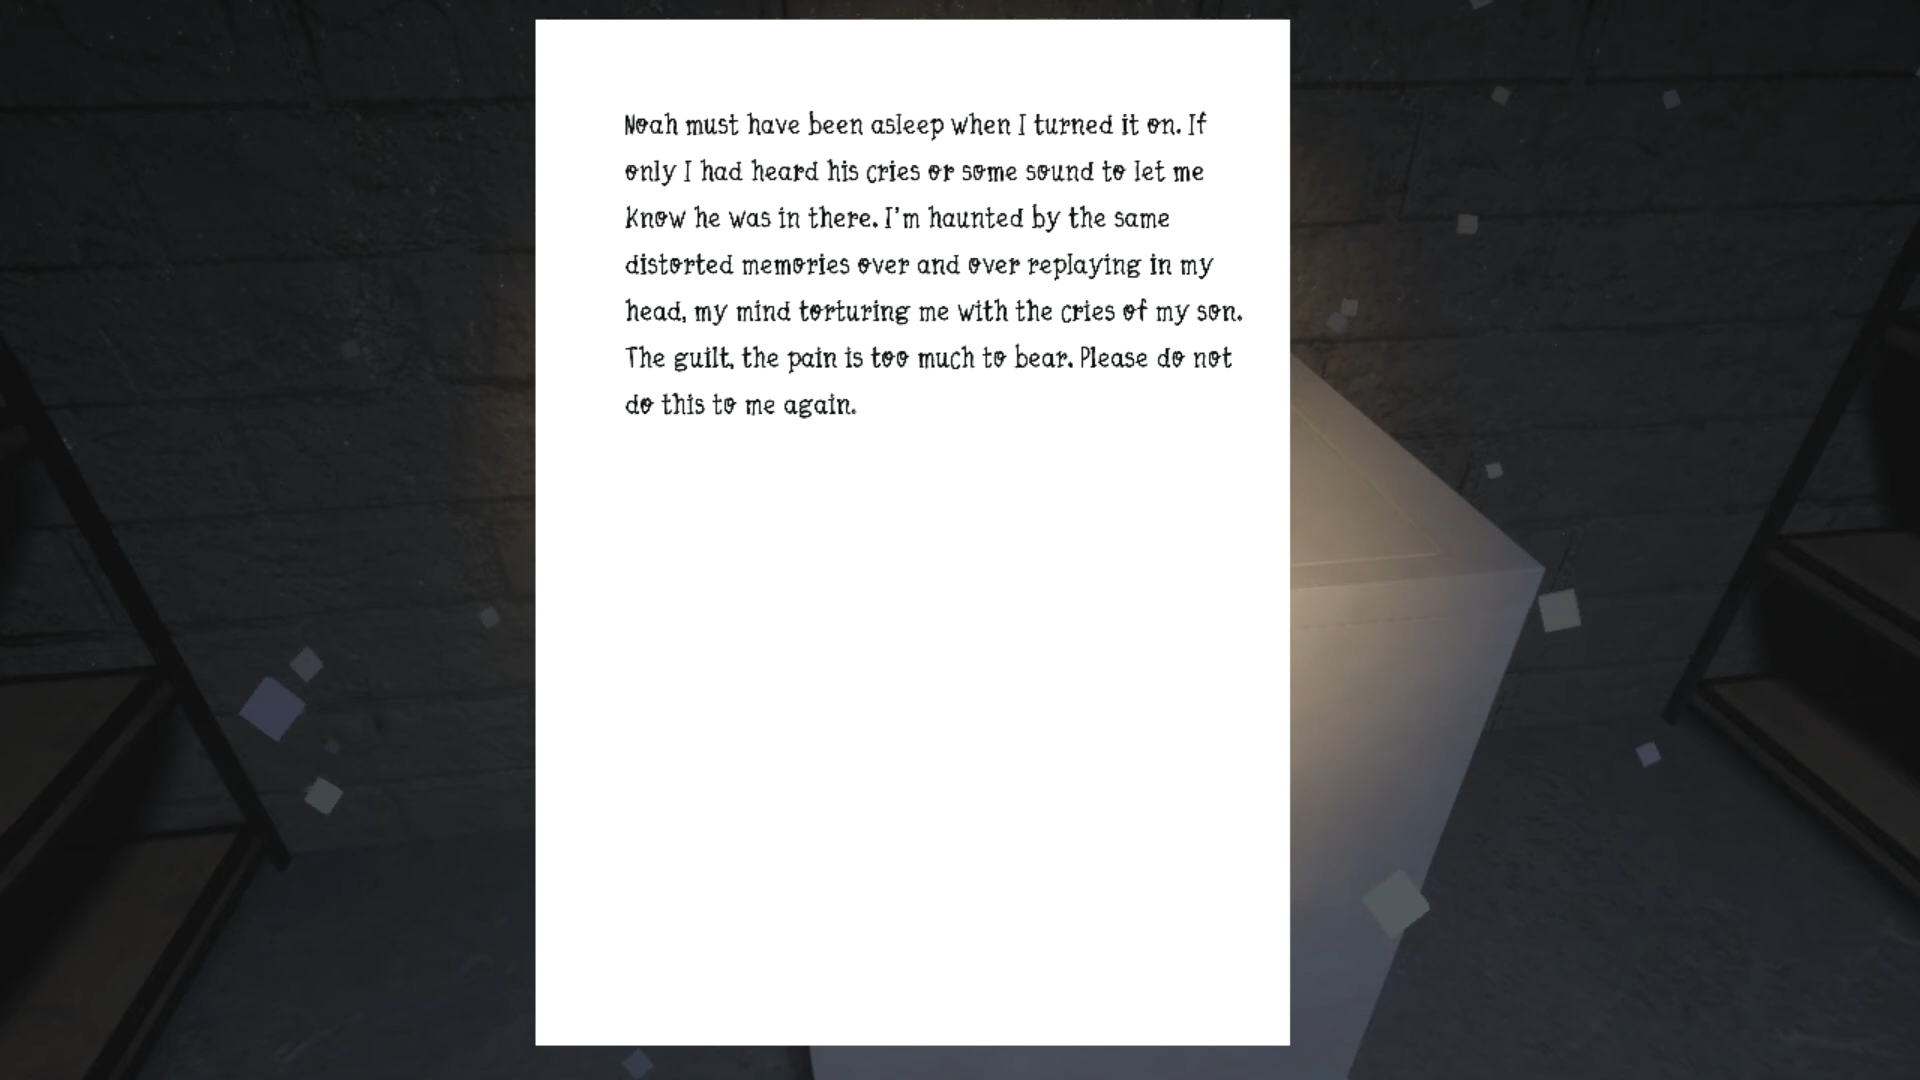 Noah must have been asleep when I turned it on. If
only I had heard his cries or some sound to let me
know he was in there. I'm haunted by the same
distorted memories over and over replaying in my
head, my mind torturing me with the cries of my son.
The guilt, the pain is too much to bear. Please do not
do this to me again.